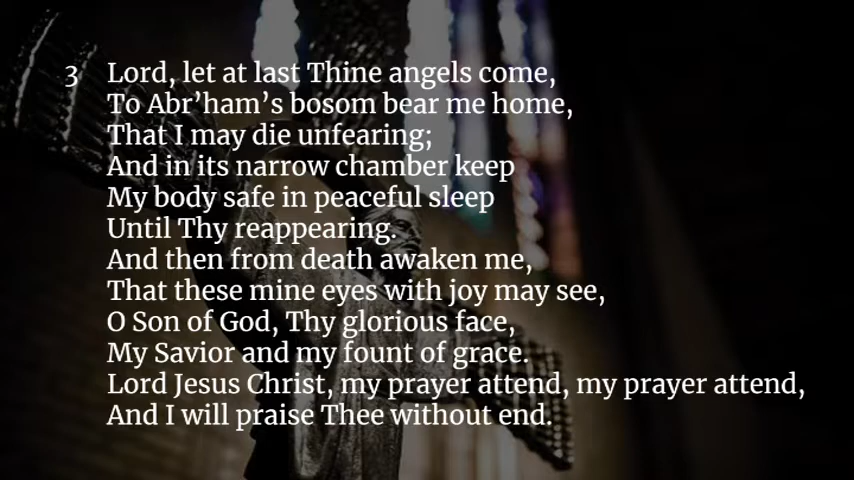 3 Lord, let at last Thine angels come,
To Abr’ham’s bosom bear me home,
That I may die unfearing;
And in its narrow chamber keep
My body safe in peaceful sleep
Until Thy reappearing.
And then from death awaken me,
That these mine eyes with joy may see,
O Son of God, Thy glorious face,
My Savior and my fount of grace.
Lord Jesus Christ, my prayer attend, my prayer attend,
And I will praise Thee without end.